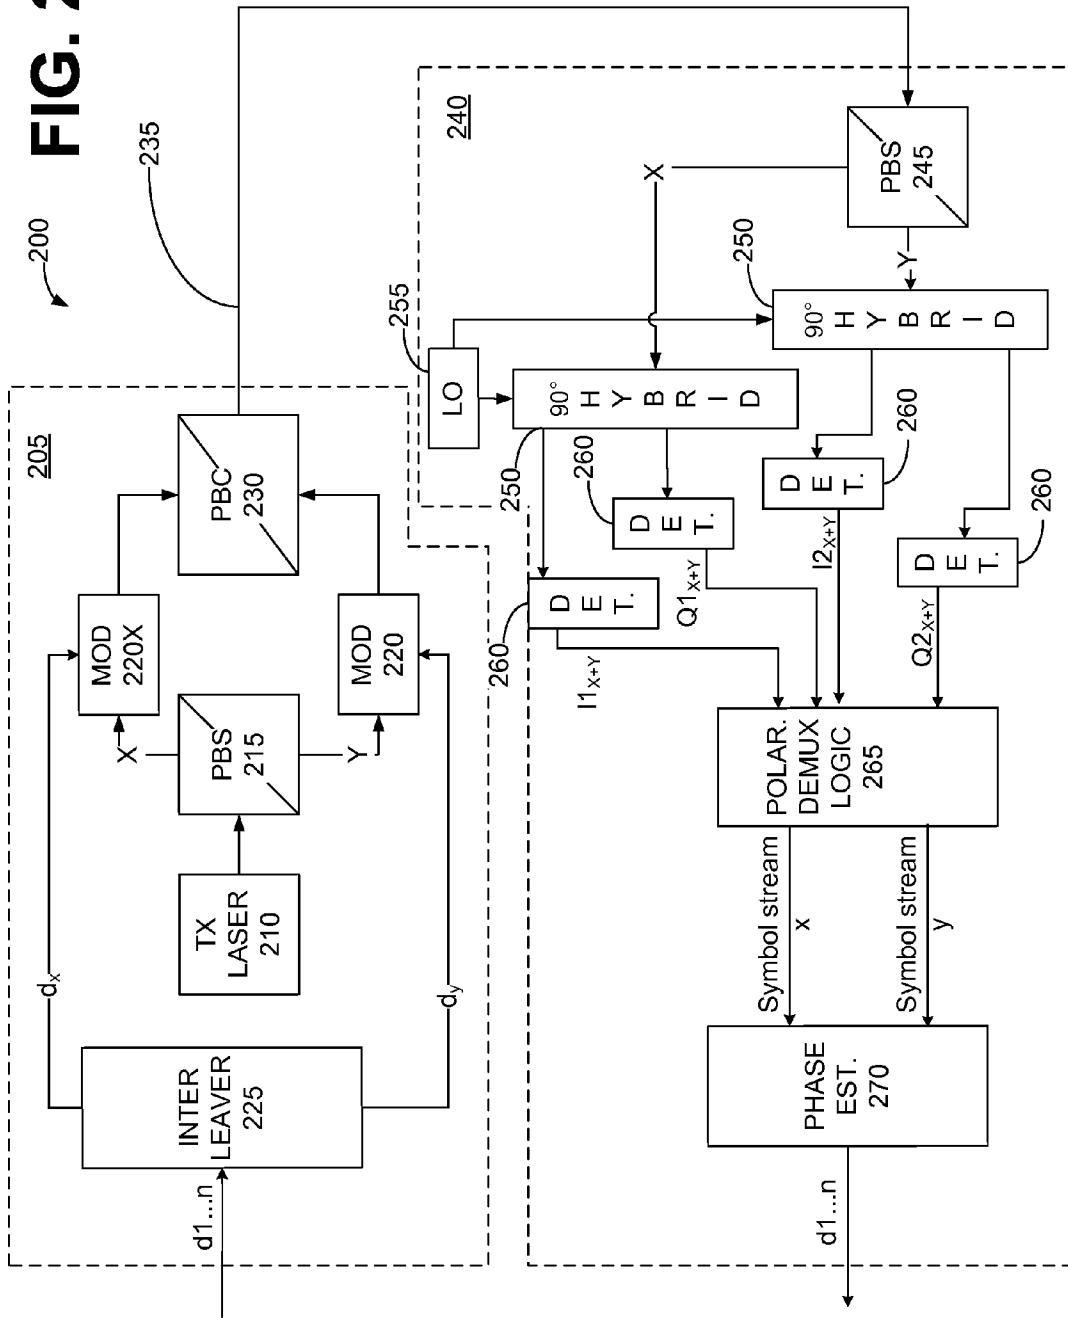 FIG. 2
200
235
205
d1...n
INTER
LEAVER
225
dx
dy
TX
LASER
210
PBS
215
X
Y
MOD
220X
MOD
220
PBC
230
240
PBS
245
X
Y
LO
255
90°
HYBRID
250
90°
HYBRID
250
DET.
260
DET.
260
DET.
260
DET.
260
I1X+Y
Q1X+Y
I2X+Y
Q2X+Y
POLAR.
DEMUX
LOGIC
265
Symbol stream
x
Symbol stream
y
PHASE
EST.
270
d1...n